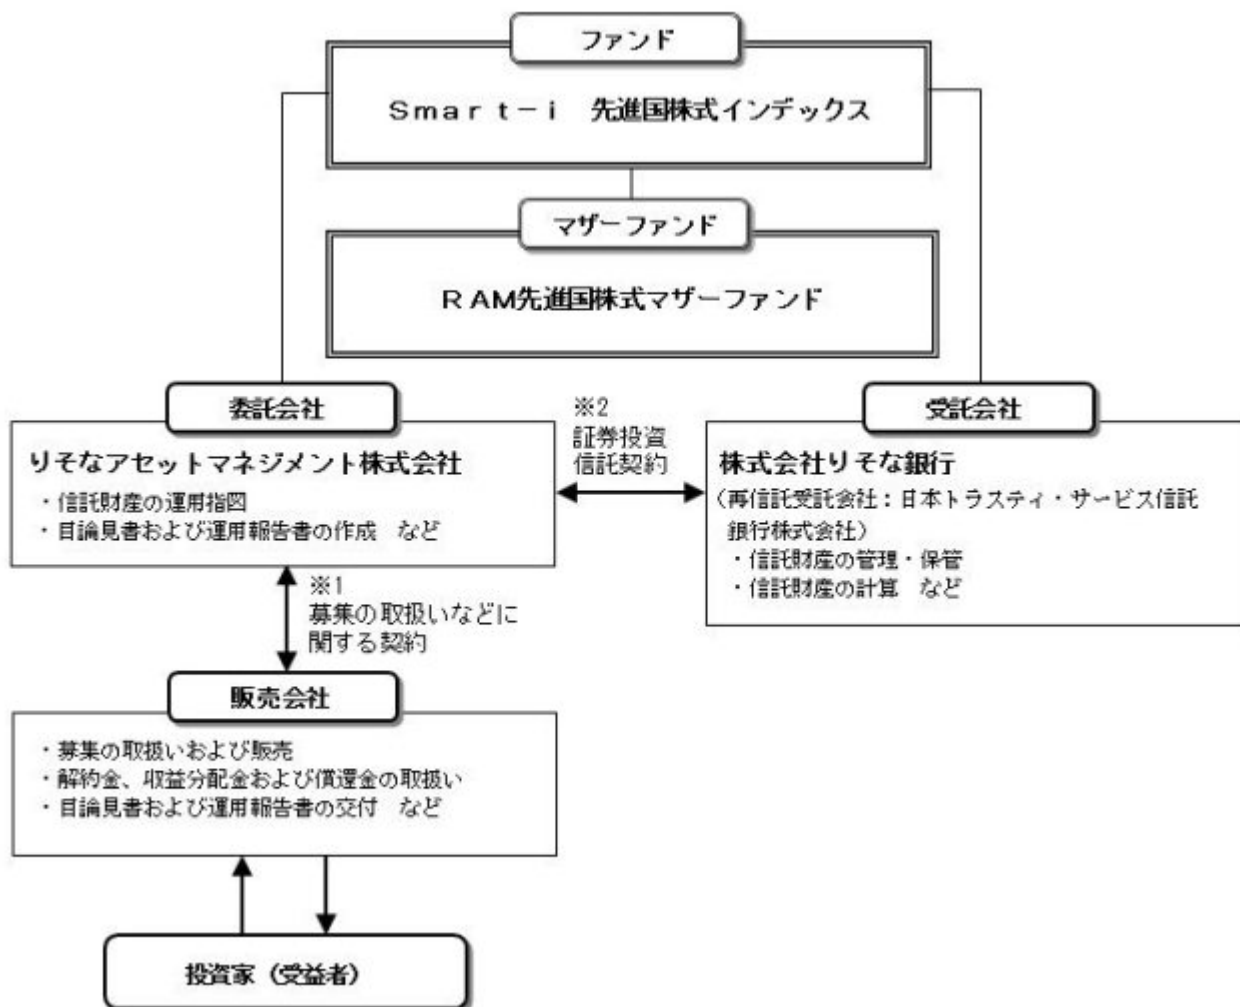 ファンド
Smart－i　先進国株式インデックス
マザーファンド
RAM先進国株式マザーファンド
委託会社
りそなアセットマネジメント株式会社
・信託財産の運用指図
・目論見書および運用報告書の作成　など
※2
証券投資
信託契約
受託会社
株式会社りそな銀行
（再信託受託会社：日本トラスティ・サービス信託
銀行株式会社）
・信託財産の管理・保管
・信託財産の計算　など
※1
募集の取扱いなどに
関する契約
販売会社
・募集の取扱いおよび販売
・解約金、収益分配金および償還金の取扱い
・目論見書および運用報告書の交付　など
投資家（受益者）